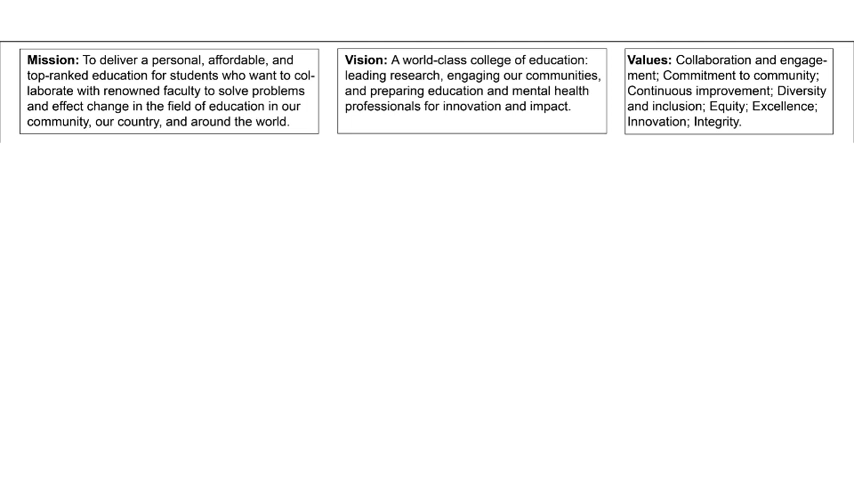 Mission: To deliver a personal, affordable, and
top-ranked education for students who want to col-
laborate with renowned faculty to solve problems
and effect change in the field of education in our
community, our country, and around the world.
Vision: A world-class college of education:
leading research, engaging our communities,
and preparing education and mental health
professionals for innovation and impact.
Values: Collaboration and engage-
ment; Commitment to community;
Continuous improvement; Diversity
and inclusion; Equity; Excellence;
Innovation; Integrity.